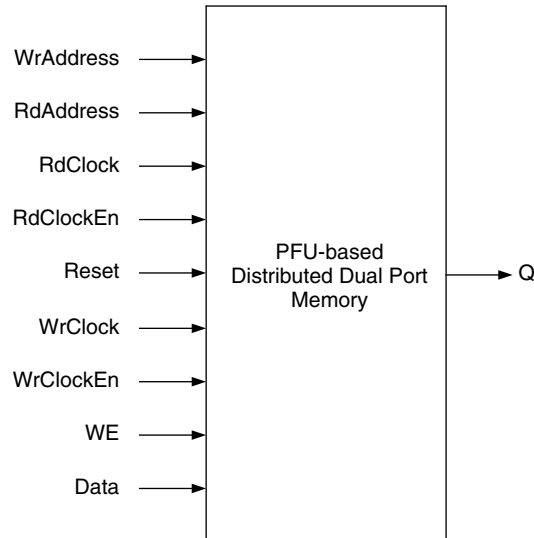 WrAddress
RdAddress
RdClock
RdClockEn
Reset
WrClock
WrClockEn
WE
Data
PFU-based
Distributed Dual Port
Memory
Q